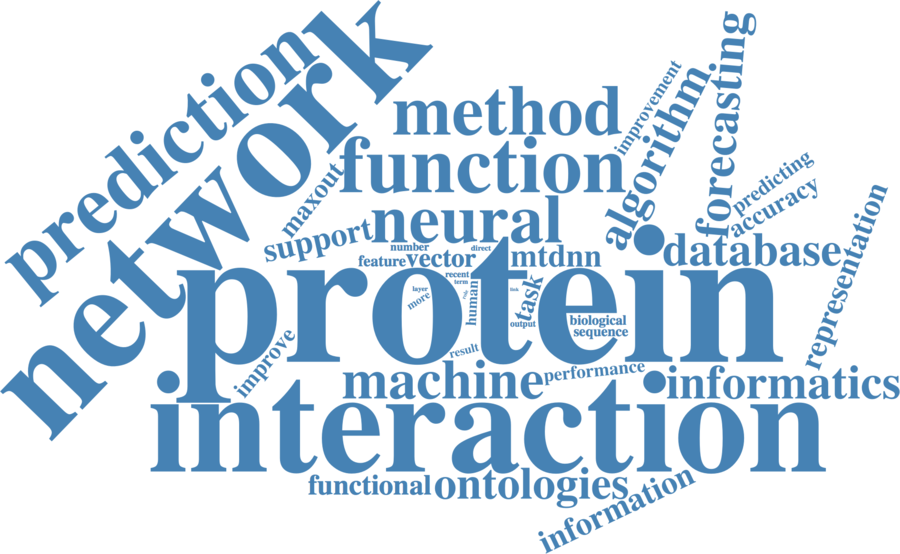 prediction
network
method
function
maxout
support
neural
improvement
algorithm
forecasting
predicting
accuracy
database
representation
number
direct
feature
vector
mtdnn
recent
term
layer
more
human
task
output
biological
sequence
protein
result
improve
machine
performance
informatics
interaction
functional
ontologies
information